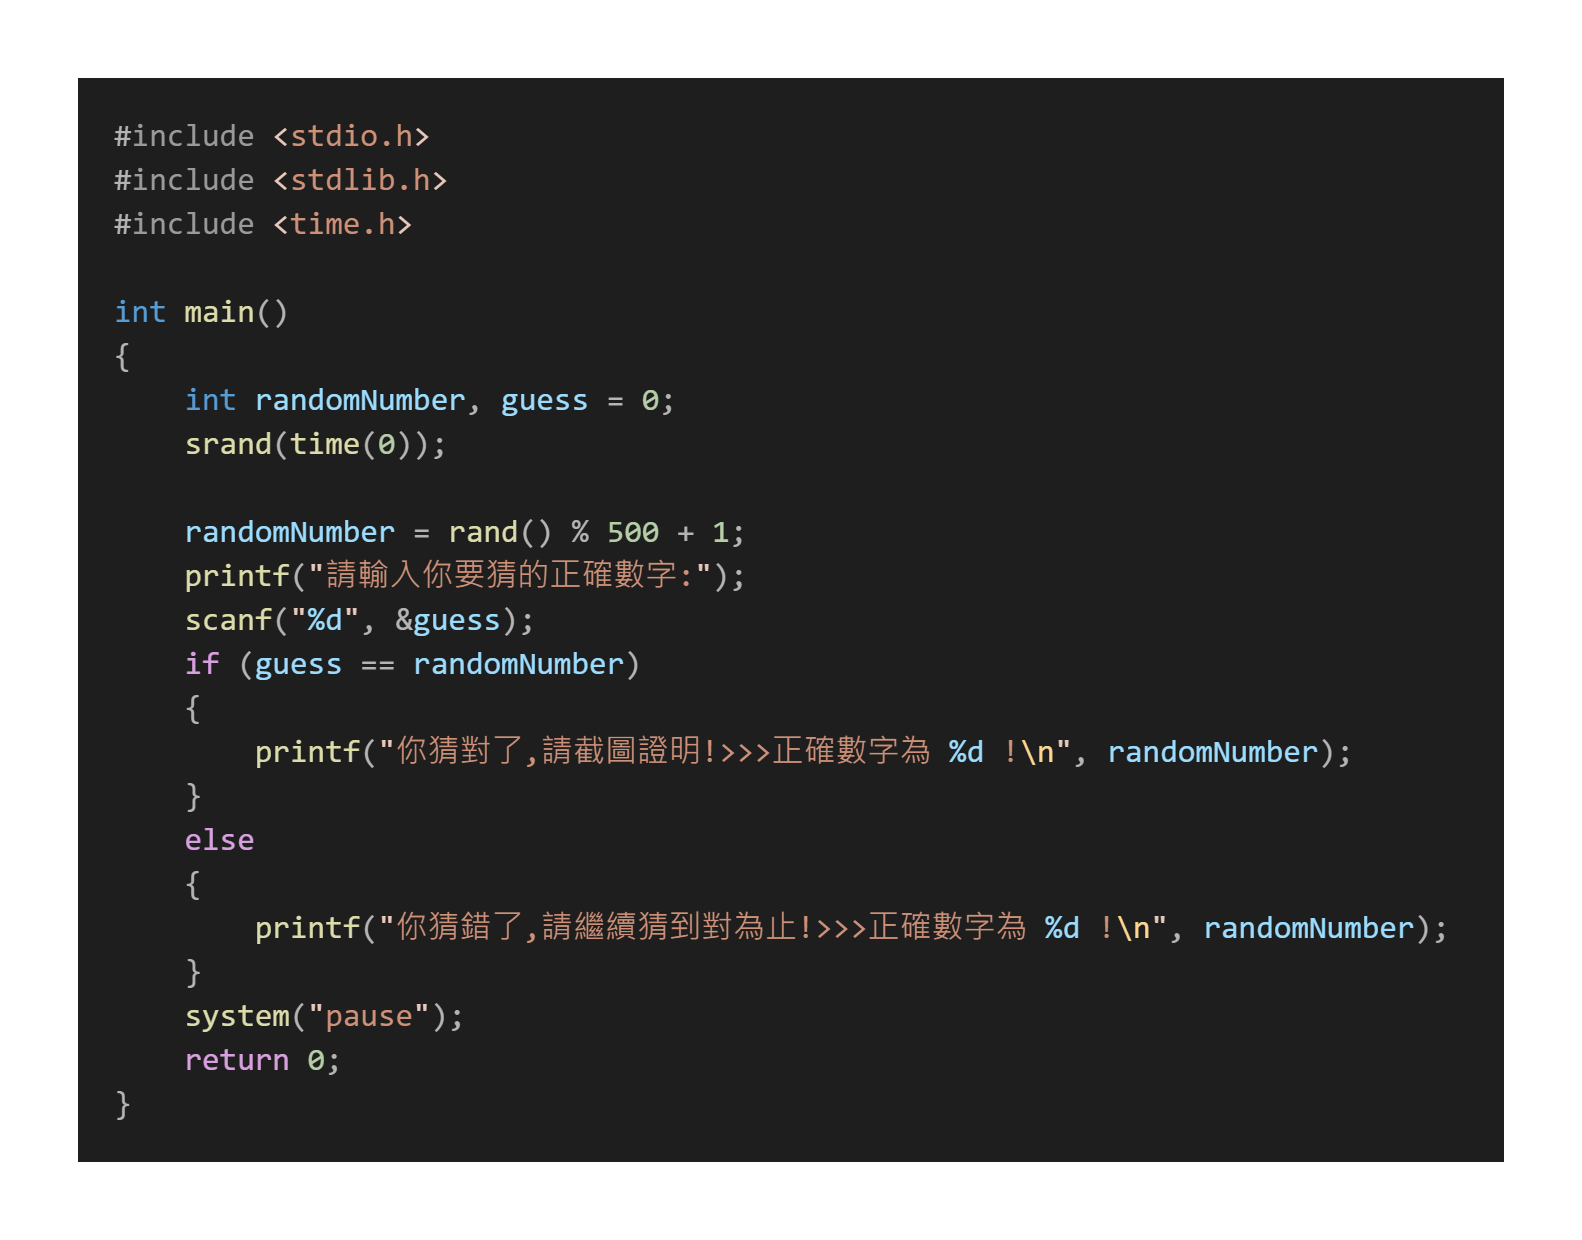 #include <stdio.h>
#include <stdlib.h>
#include <time.h>
int main()
{
    int randomNumber, guess = 0;
    srand(time(0));
    randomNumber = rand() % 500 + 1;
    printf("請輸入你要猜的正確數字:");
    scanf("%d", &guess);
    if (guess == randomNumber)
    {
        printf("你猜對了,請截圖證明!>>>正確數字為 %d !\n", randomNumber);
    }
    else
    {
        printf("你猜錯了,請繼續猜到對為止!>>>正確數字為 %d !\n", randomNumber);
    }
    system("pause");
    return 0;
}